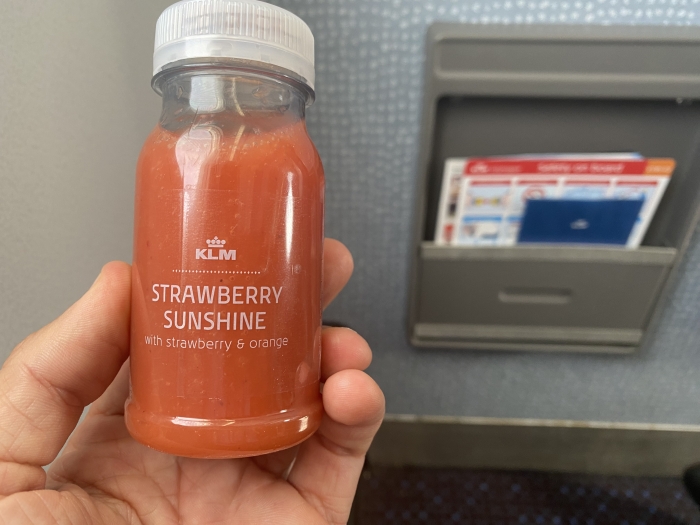 KLM
STRAWBERRY
SUNSHINE
with strawberry & orange